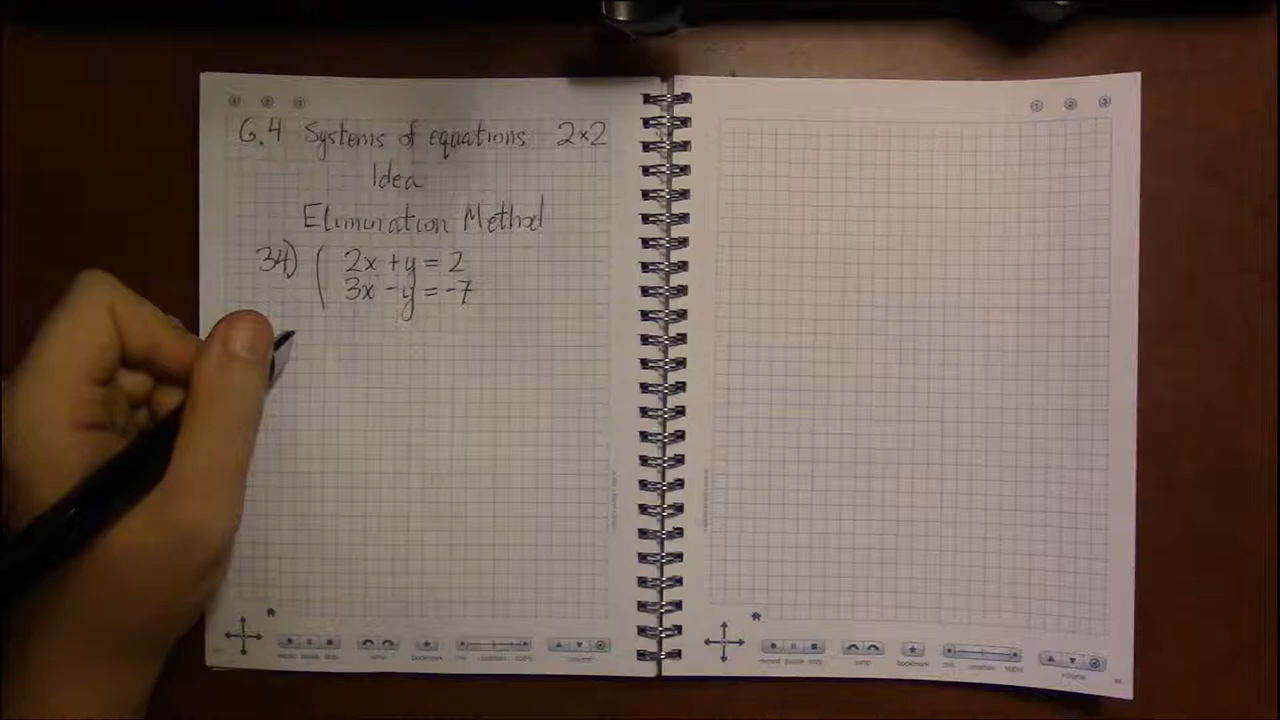 6.4 Systems of equations 2×2
Idea
Elimination Method
34) ( 2x + y = 2
3x - y = -7